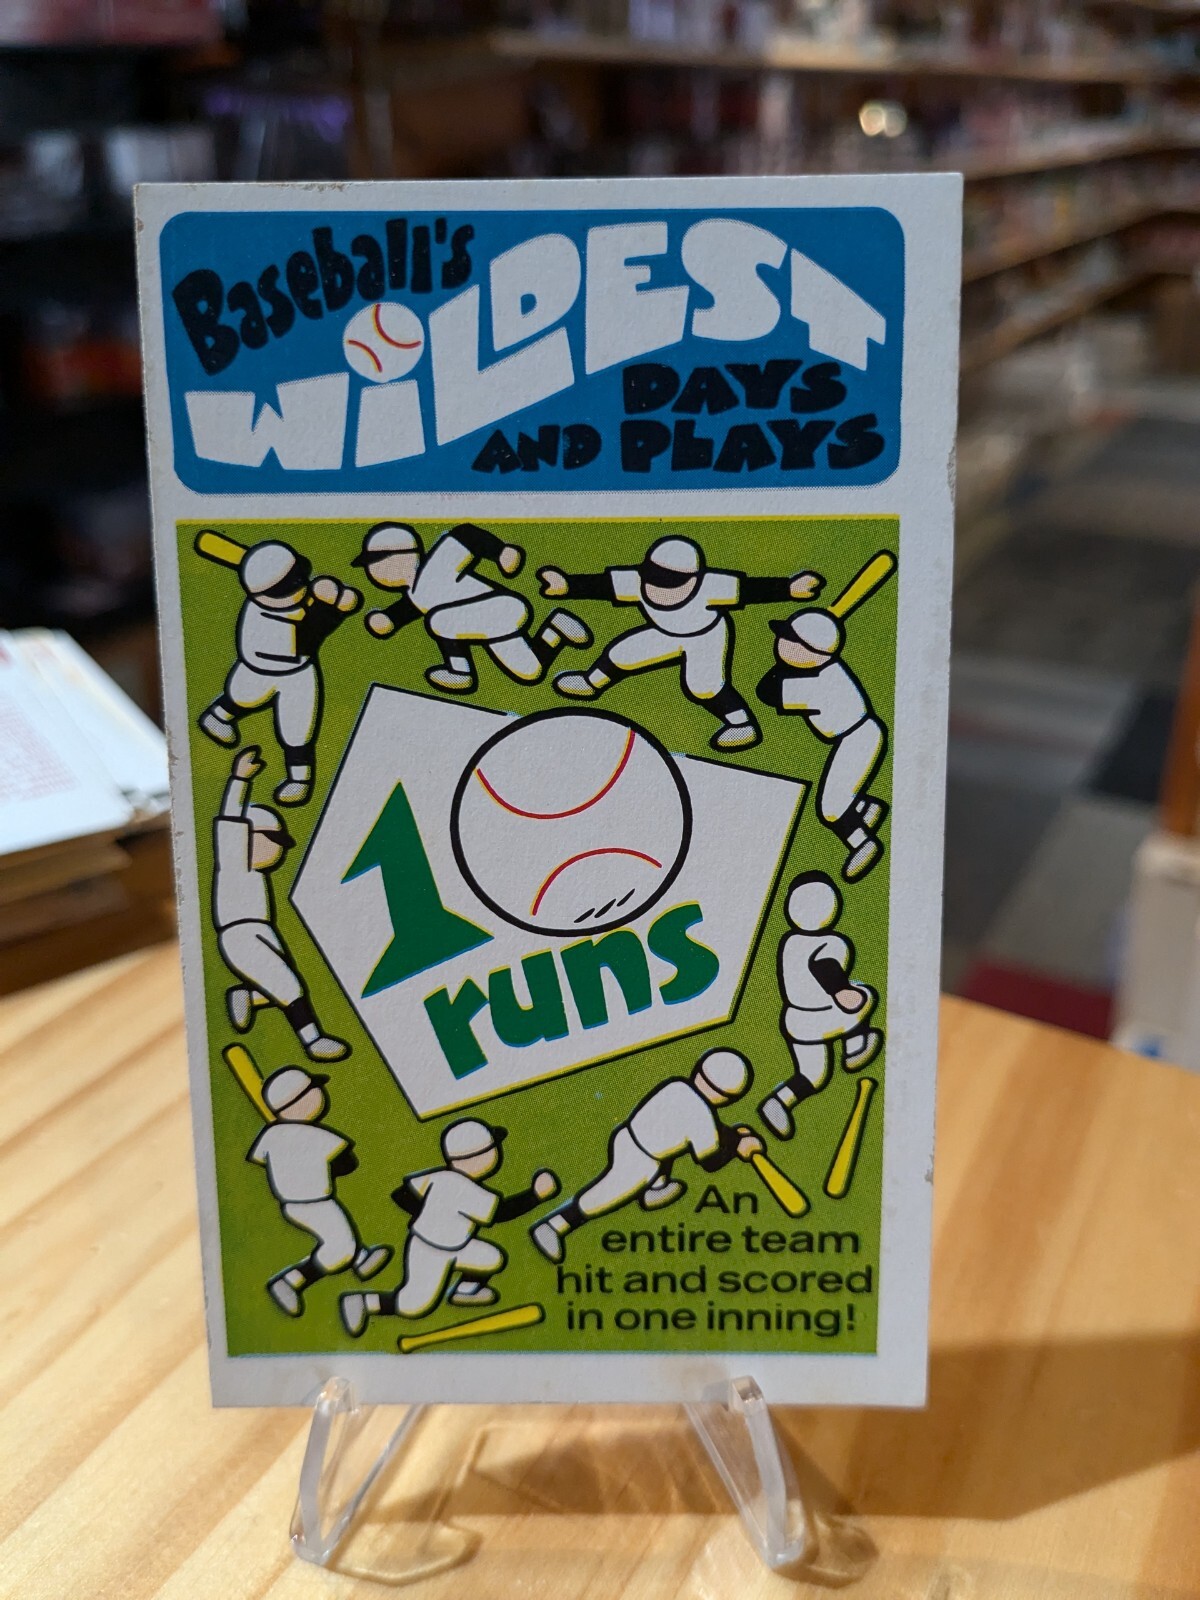 Baseball's
WiLDEST
DAYS
AND PLAYS
10
runs
An
entire team
hit and scored
in one inning!